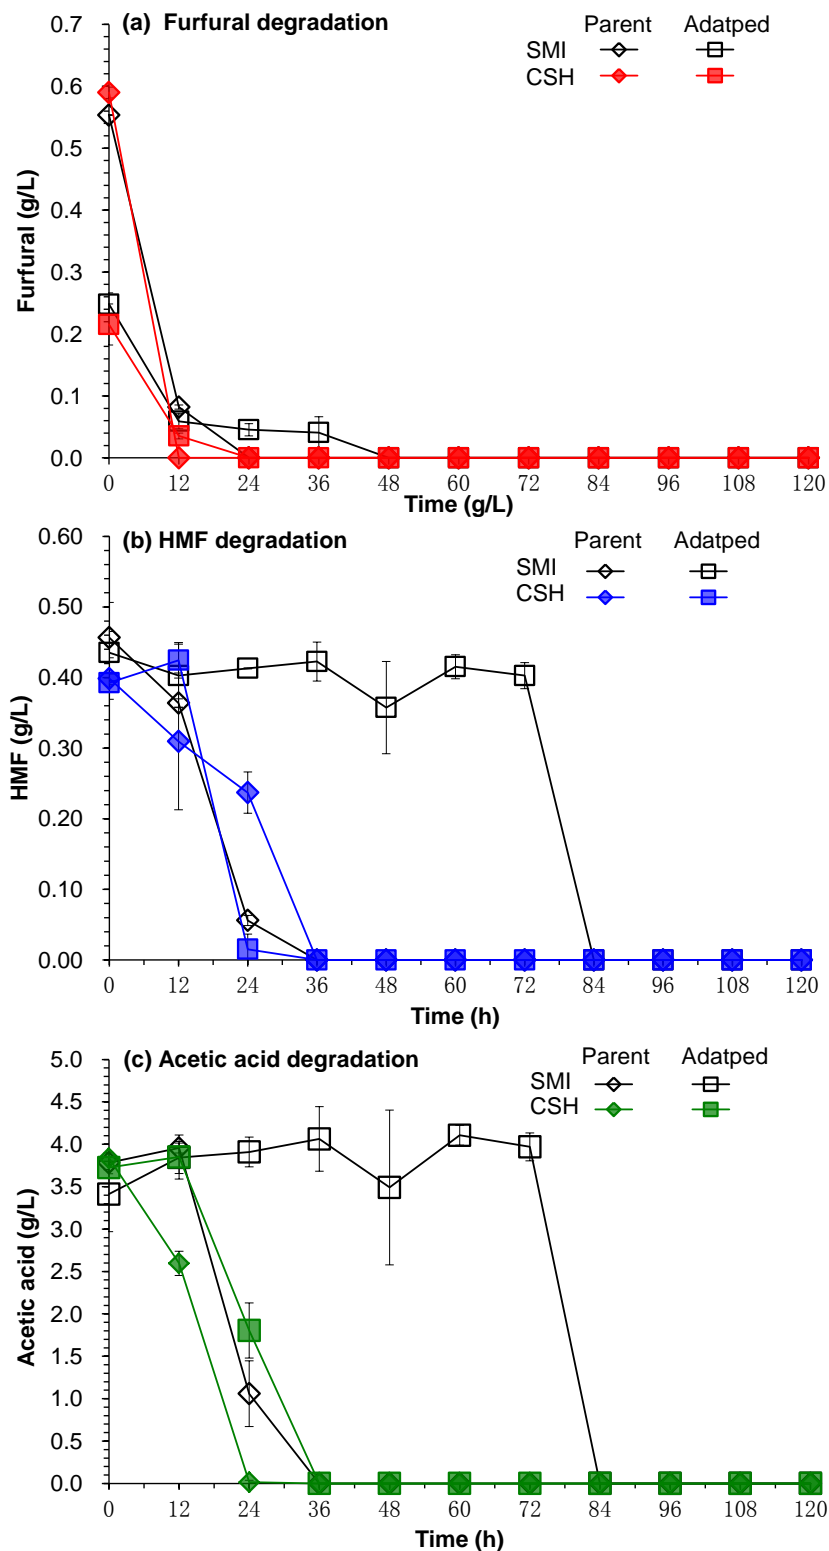 (a) Furfural degradation
Parent Adatped
SMI
CSH
Furfural (g/L)
0.7
0.6
0.5
0.4
0.3
0.2
0.1
0.0
0 12 24 36 48 60 72 84 96 108 120
Time (g/L)
(b) HMF degradation
Parent Adatped
SMI
CSH
HMF (g/L)
0.60
0.50
0.40
0.30
0.20
0.10
0.00
0 12 24 36 48 60 72 84 96 108 120
Time (h)
(c) Acetic acid degradation
Parent Adatped
SMI
CSH
Acetic acid (g/L)
5.0
4.5
4.0
3.5
3.0
2.5
2.0
1.5
1.0
0.5
0.0
0 12 24 36 48 60 72 84 96 108 120
Time (h)